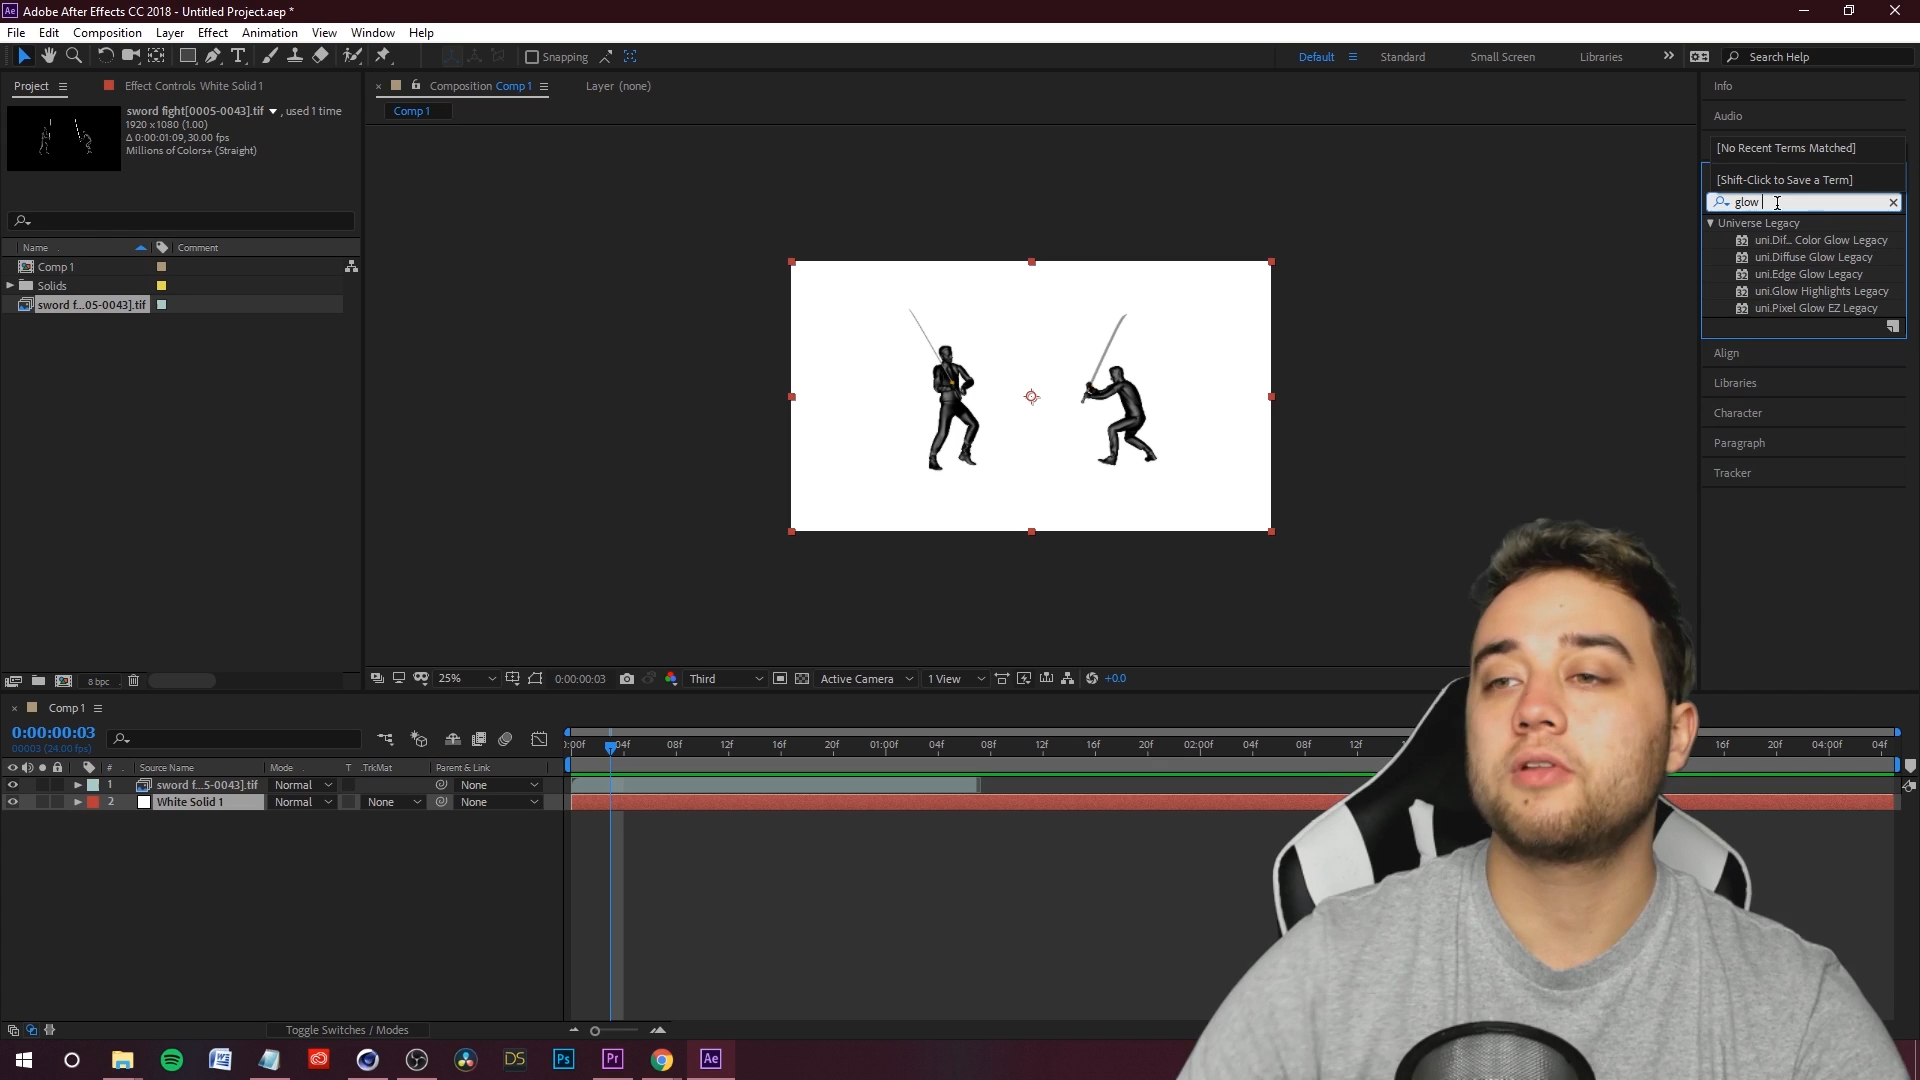 Ae Adobe After Effects CC 2018 - Untitled Project.aep *
File Edit Composition Layer Effect Animation View Window Help
Snapping
Default Standard Small Screen Libraries Search Help
Project Effect Controls White Solid 1
Composition Comp 1 Layer (none)
Info
sword fight[0005-0043].tif , used 1 time
1920 x 1080 (1.00)
Δ 0:00:01:09, 30.00 fps
Millions of Colors+ (Straight)
Comp 1
Audio
[No Recent Terms Matched]
[Shift-Click to Save a Term]
glow
Universe Legacy
32 uni.Dif... Color Glow Legacy
32 uni.Diffuse Glow Legacy
32 uni.Edge Glow Legacy
32 uni.Glow Highlights Legacy
32 uni.Pixel Glow EZ Legacy
Name Comment
Comp 1
Solids
sword f...05-0043].tif
Align
Libraries
Character
Paragraph
Tracker
8 bpc
25% 0:00:00:03 Third Active Camera 1 View +0.0
Comp 1
0:00:00:03
00003 (24.00 fps)
:00f 04f 08f 12f 16f 20f 01:00f 04f 08f 12f 16f 20f 02:00f 04f 08f 12f 16f 20f 04:00f 04f
# Source Name Mode T .TrkMat Parent & Link
1 sword f...5-0043].tif Normal None
2 White Solid 1 Normal None None
Toggle Switches / Modes
W DS Ps Pr Ae